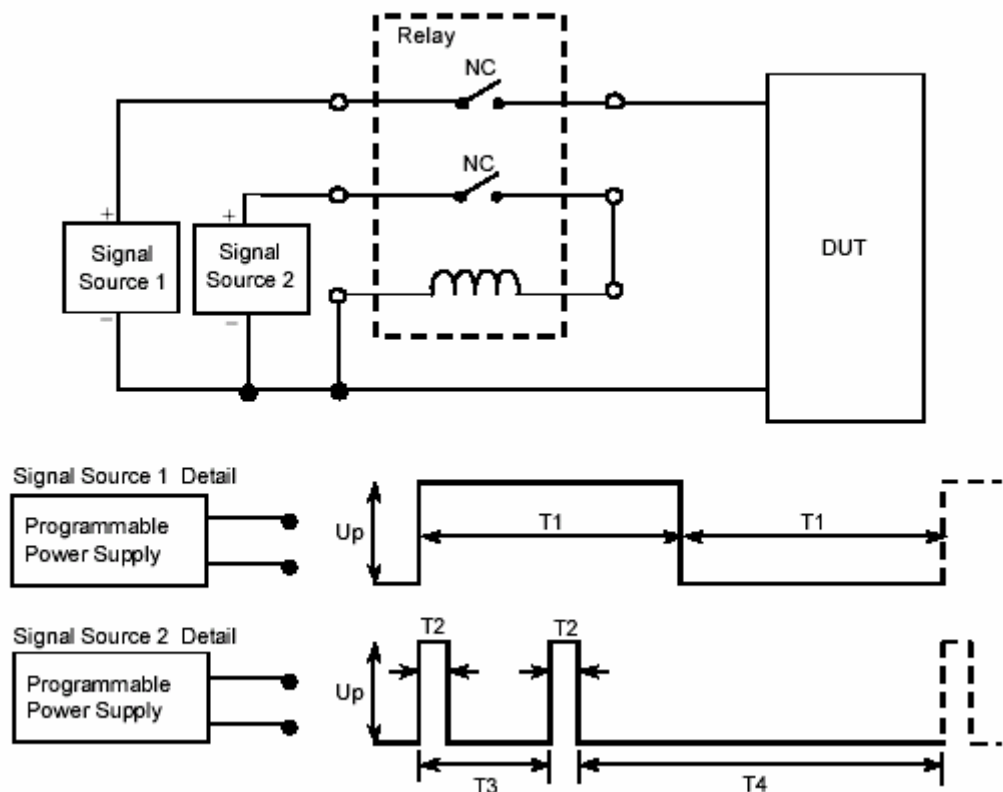 Relay
NC
NC
+
Signal
Source 1
−
+
Signal
Source 2
−
DUT
Signal Source 1 Detail
Programmable
Power Supply
Up
T1
T1
Signal Source 2 Detail
Programmable
Power Supply
Up
T2
T2
T3
T4